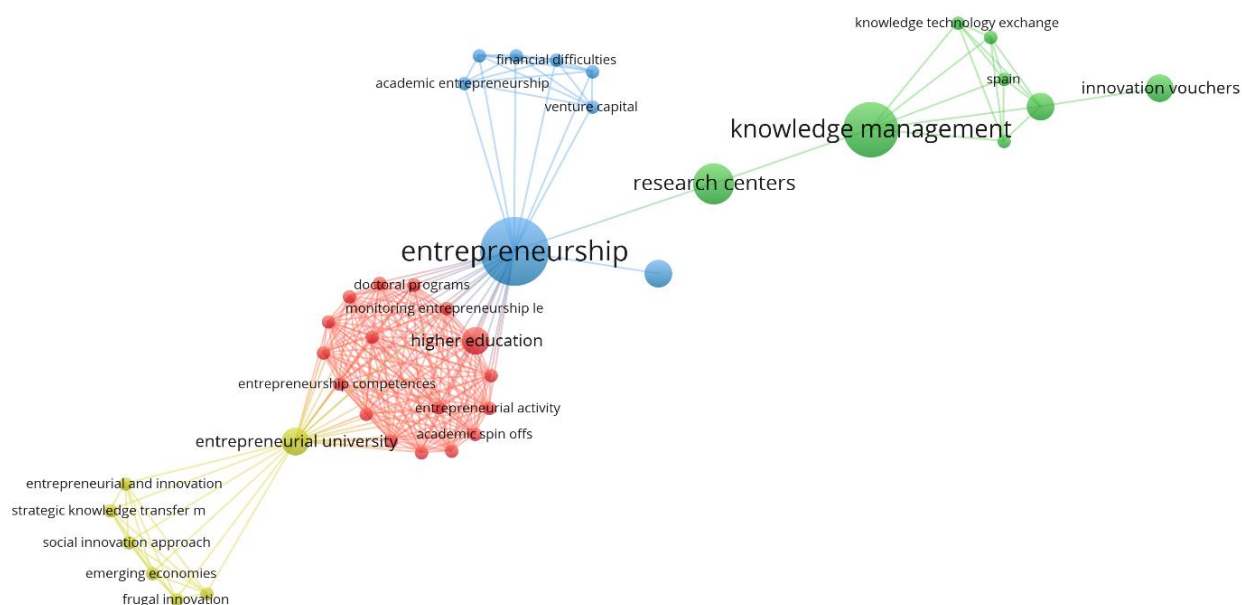 knowledge technology exchange
financial difficulties
spain
academic entrepreneurship
innovation vouchers
venture capital
knowledge management
research centers
entrepreneurship
doctoral programs
monitoring entrepreneurship le
higher education
entrepreneurship competences
entrepreneurial activity
academic spin offs
entrepreneurial university
entrepreneurial and innovation
strategic knowledge transfer m
social innovation approach
emerging economies
frugal innovation